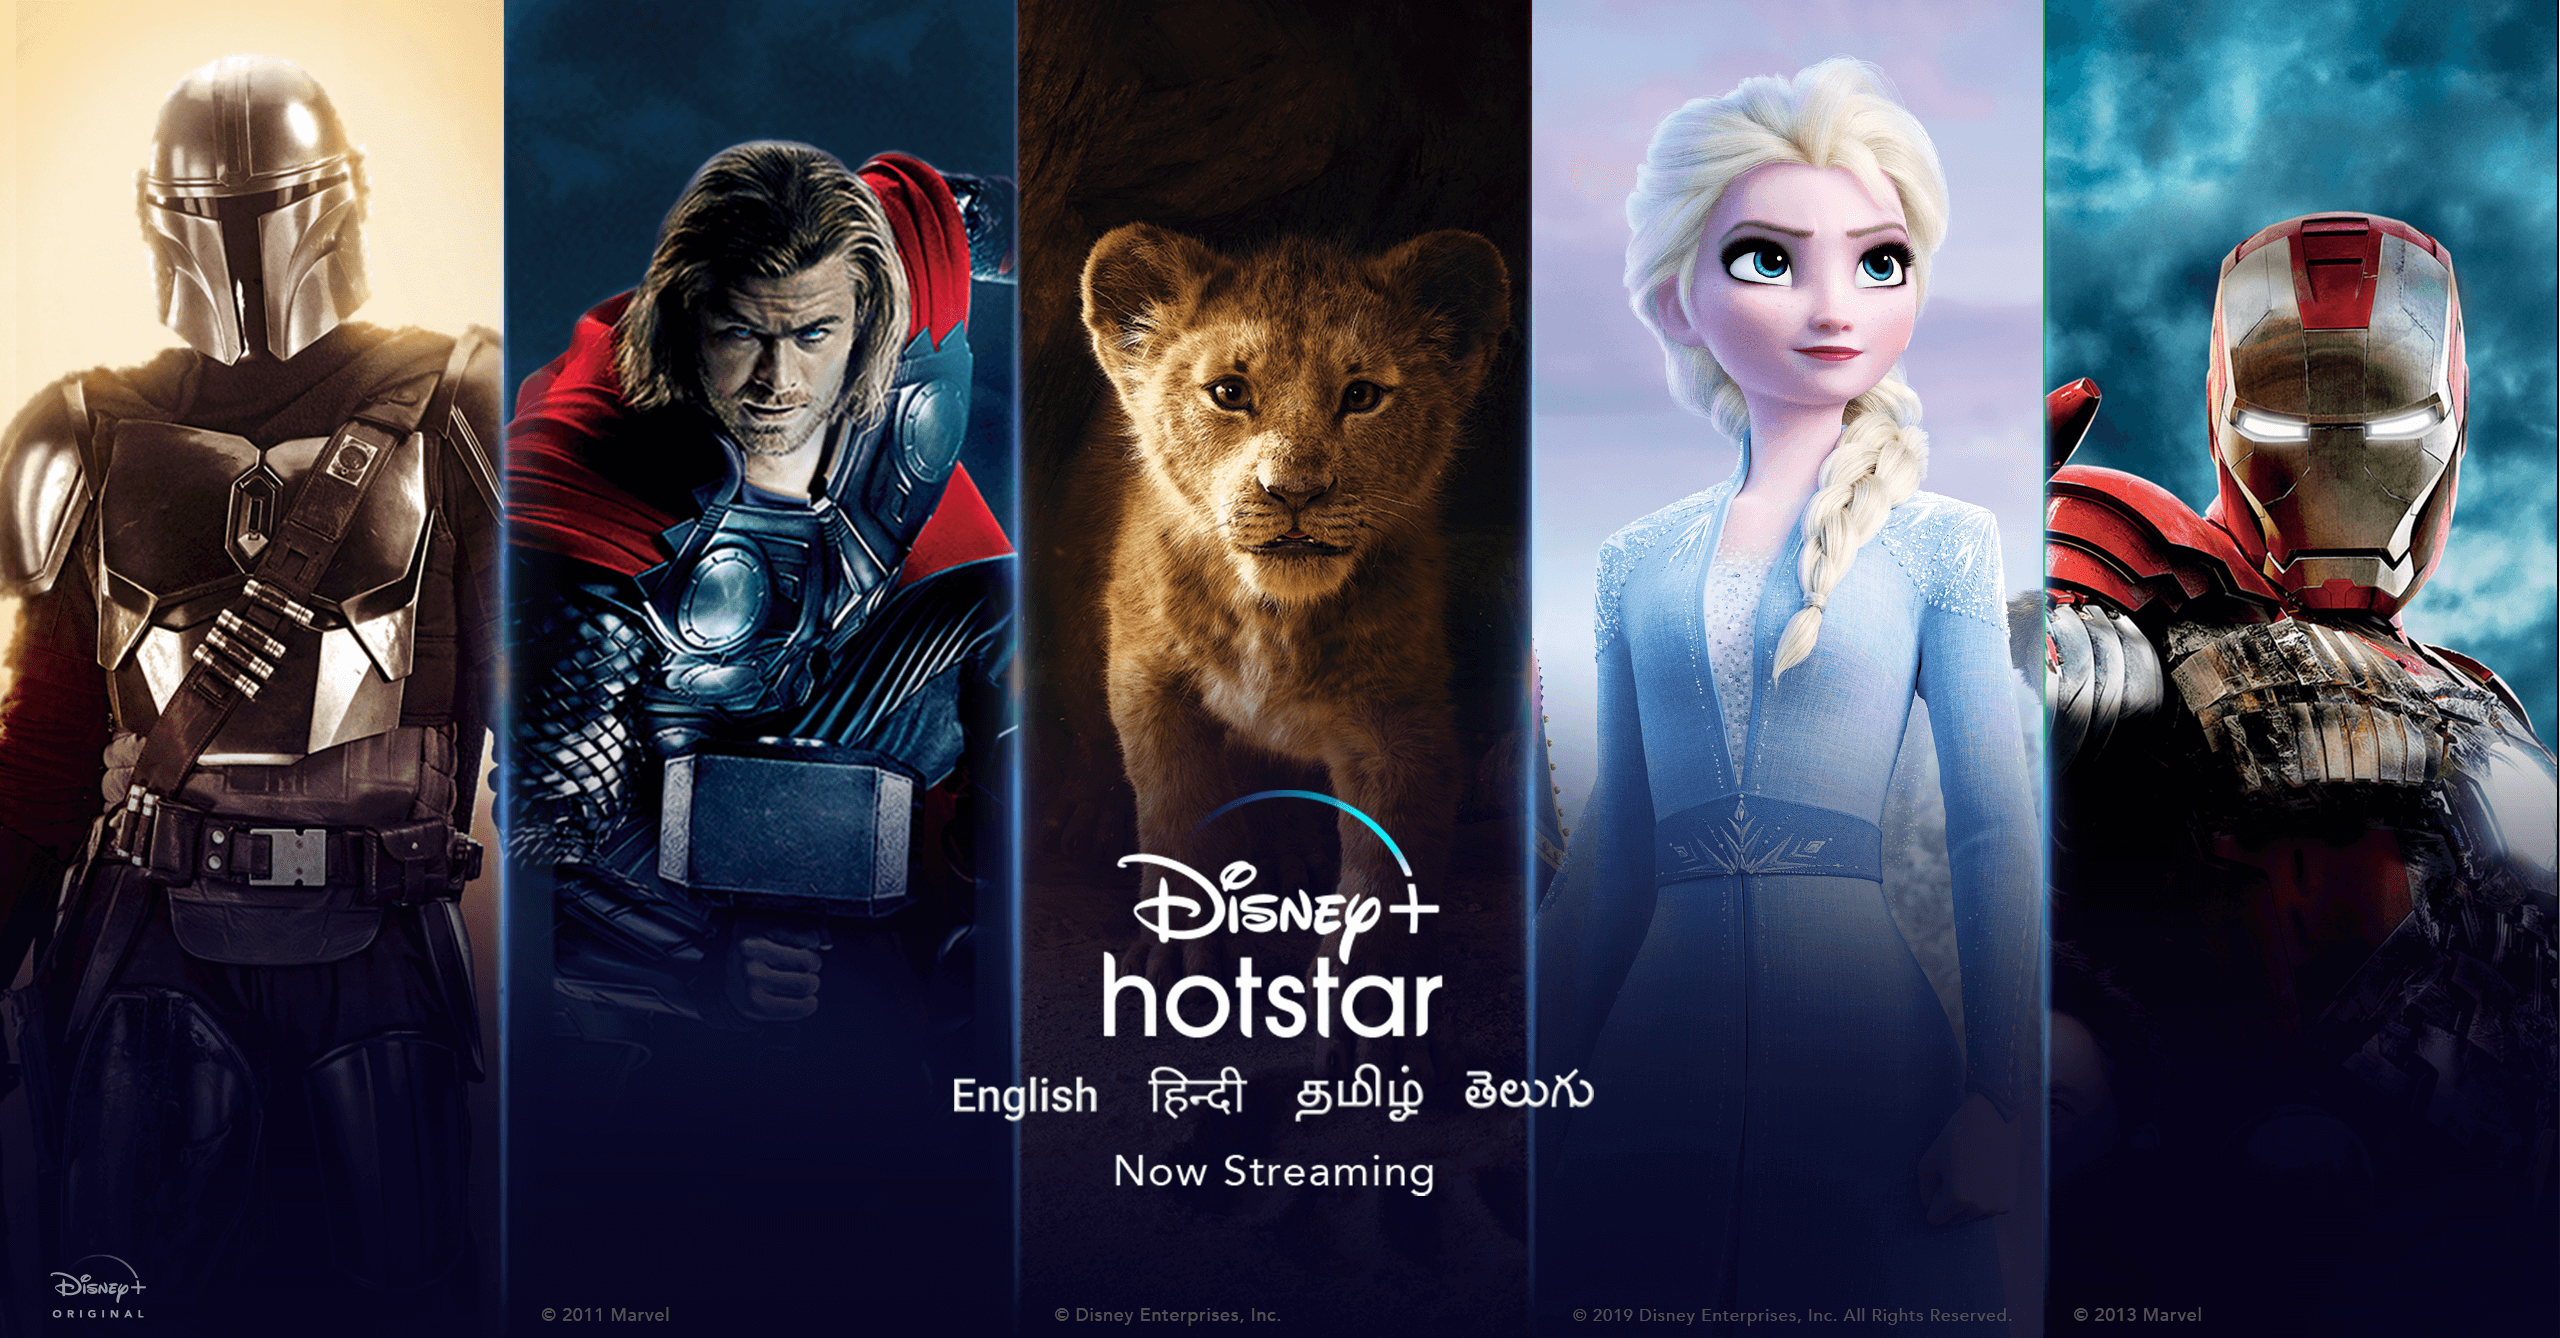 Disney+
hotstar
English हिन्दी தமிழ் తెలుగు
Now Streaming
Disney+
ORIGINAL
© 2011 Marvel
© Disney Enterprises, Inc.
© 2019 Disney Enterprises, Inc. All Rights Reserved.
© 2013 Marvel